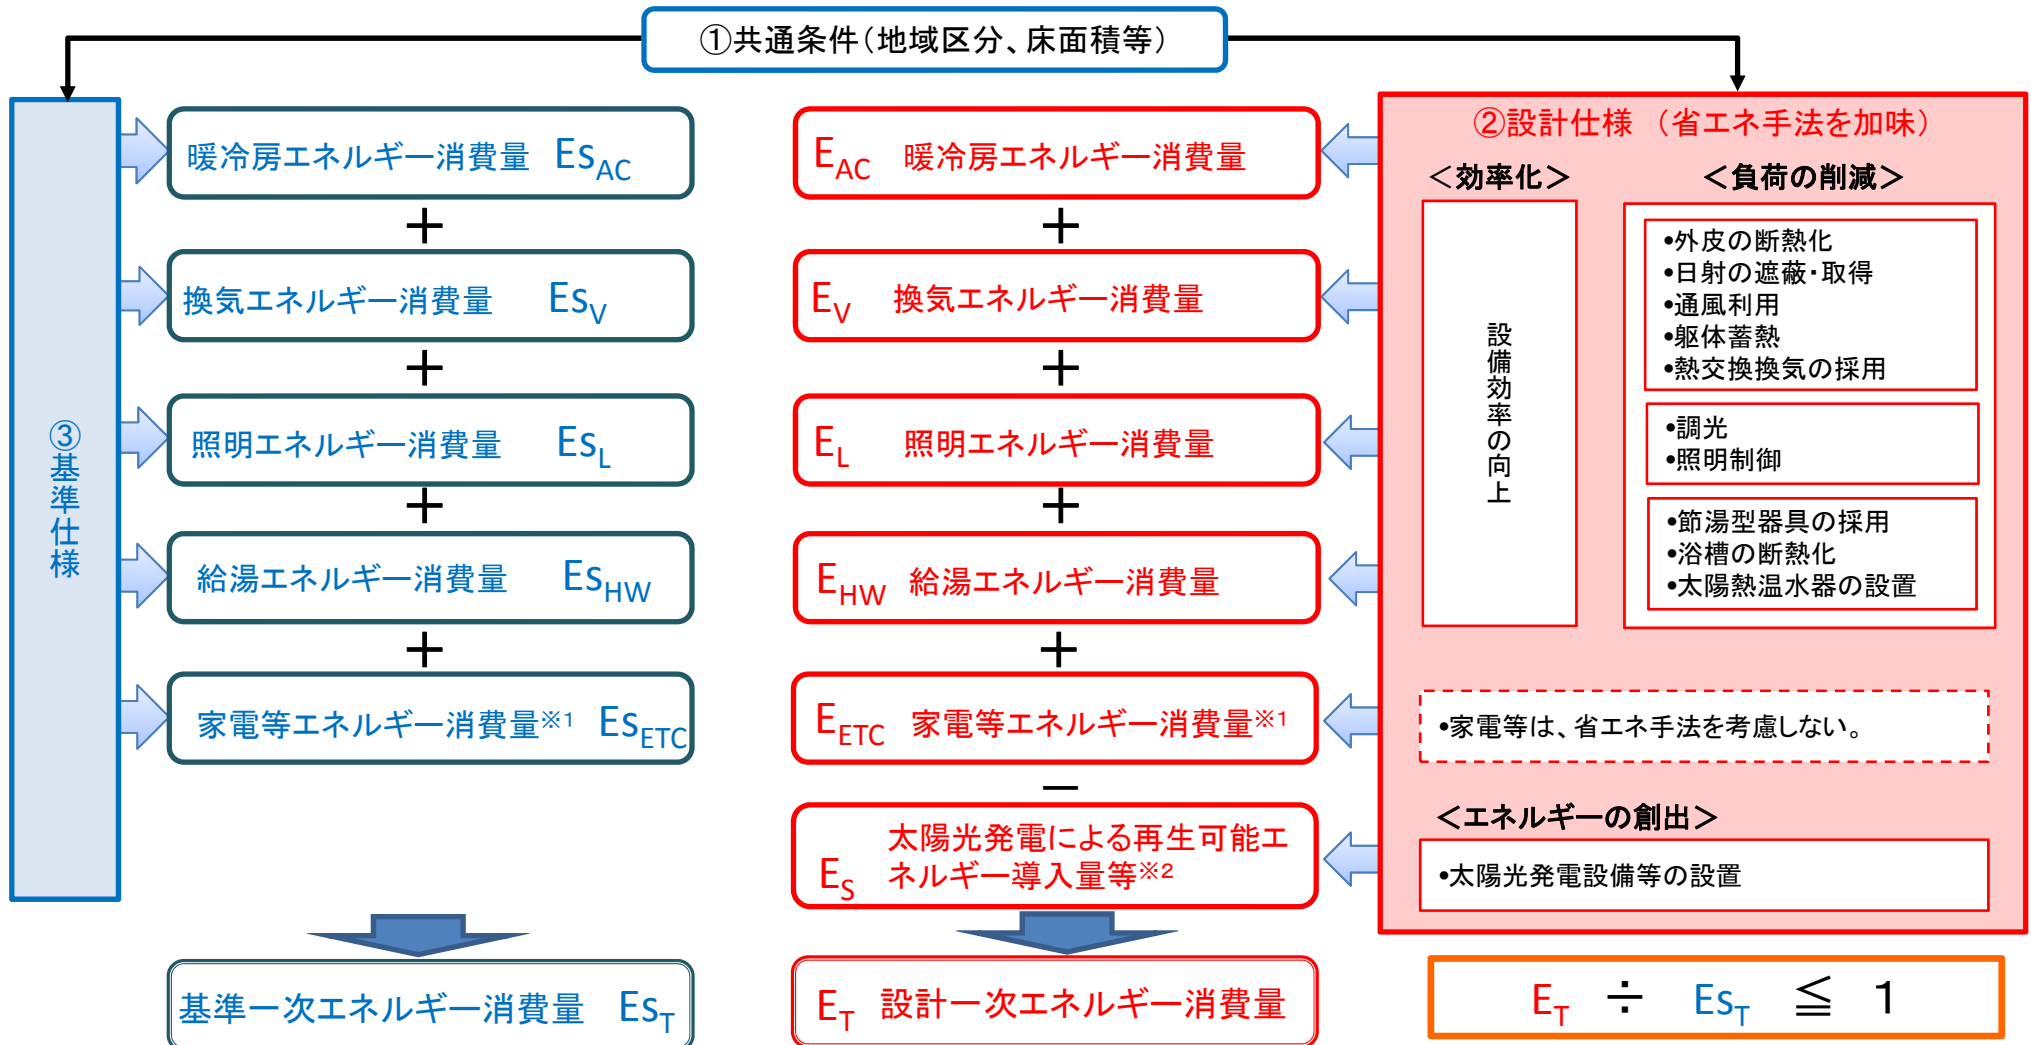 ①共通条件（地域区分、床面積等）
③基準仕様
暖冷房エネルギー消費量 EsAC
＋
換気エネルギー消費量 EsV
＋
照明エネルギー消費量 EsL
＋
給湯エネルギー消費量 EsHW
＋
家電等エネルギー消費量※1 EsETC
基準一次エネルギー消費量 EsT
EAC 暖冷房エネルギー消費量
＋
EV 換気エネルギー消費量
＋
EL 照明エネルギー消費量
＋
EHW 給湯エネルギー消費量
＋
EETC 家電等エネルギー消費量※1
－
太陽光発電による再生可能エ
ES ネルギー導入量等※2
ET 設計一次エネルギー消費量
②設計仕様 （省エネ手法を加味）
＜効率化＞
設備効率の向上
＜負荷の削減＞
•外皮の断熱化
•日射の遮蔽・取得
•通風利用
•躯体蓄熱
•熱交換換気の採用
•調光
•照明制御
•節湯型器具の採用
•浴槽の断熱化
•太陽熱温水器の設置
•家電等は、省エネ手法を考慮しない。
＜エネルギーの創出＞
•太陽光発電設備等の設置
ET ÷ EsT ≦ 1